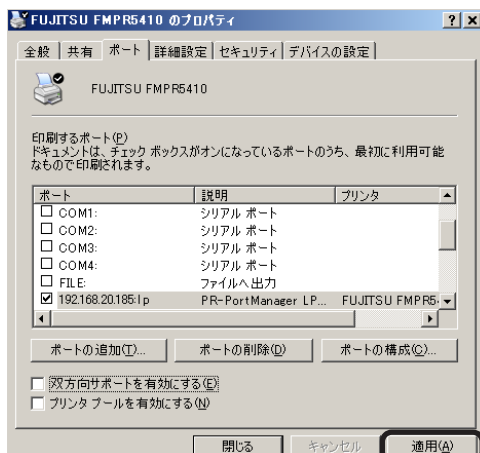 FUJITSU FMPR5410 のプロパティ
全般 共有 ポート 詳細設定 セキュリティ デバイスの設定
FUJITSU FMPR5410
印刷するポート(P)
ドキュメントは、チェック ボックスがオンになっているポートのうち、最初に利用可能
なもので印刷されます。
ポート 説明 プリンタ
COM1: シリアル ポート
COM2: シリアル ポート
COM3: シリアル ポート
COM4: シリアル ポート
FILE: ファイルへ出力
192.168.20.185:lp PR-PortManager LP... FUJITSU FMPR5
ポートの追加(T)... ポートの削除(D) ポートの構成(C)...
双方向サポートを有効にする(E)
プリンタ プールを有効にする(N)
閉じる キャンセル 適用(A)